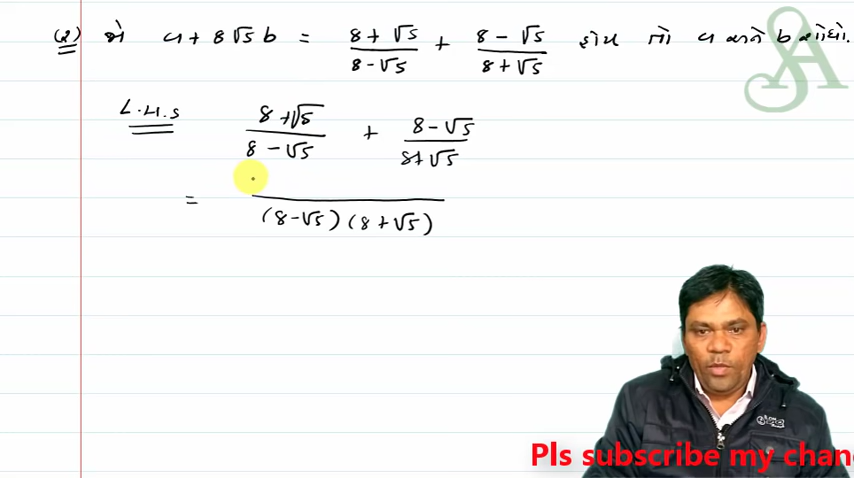 (૨) જો a + 8√5 b = 8 + √5 / 8 - √5 + 8 - √5 / 8 + √5 હોય તો a અને b શોધો.
L.H.S 8 + √5 / 8 - √5 + 8 - √5 / 8 + √5
= / (8 - √5) (8 + √5)
Pls subscribe my chan